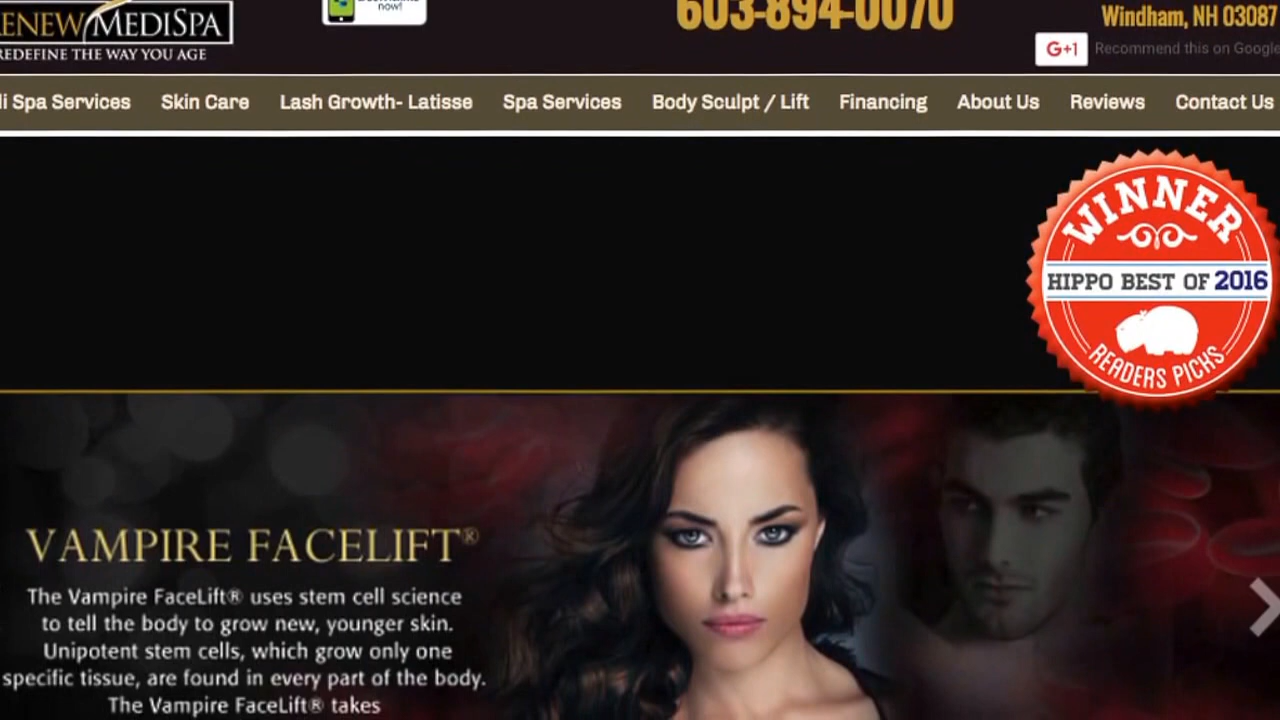 ENEW MEDISPA
REDEFINE THE WAY YOU AGE
now!
603-894-0070
Windham, NH 03087
G+1
Recommend this on Google
di Spa Services
Skin Care
Lash Growth- Latisse
Spa Services
Body Sculpt / Lift
Financing
About Us
Reviews
Contact Us
WINNER
HIPPO BEST OF 2016
READERS PICKS
VAMPIRE FACELIFT®
The Vampire FaceLift® uses stem cell science
to tell the body to grow new, younger skin.
Unipotent stem cells, which grow only one
specific tissue, are found in every part of the body.
The Vampire FaceLift® takes